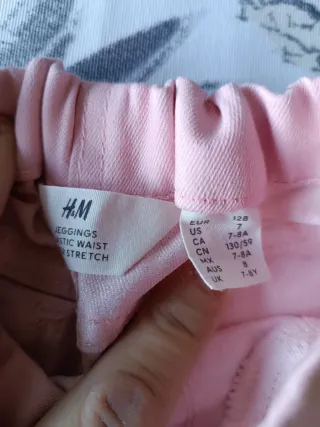 H&M
JEGGINGS
ASTIC WAIST
STRETCH
EUR 128
US 7
CA 7-8A
CN 130/59
MX 7-8A
AUS 8
UK 7-8Y